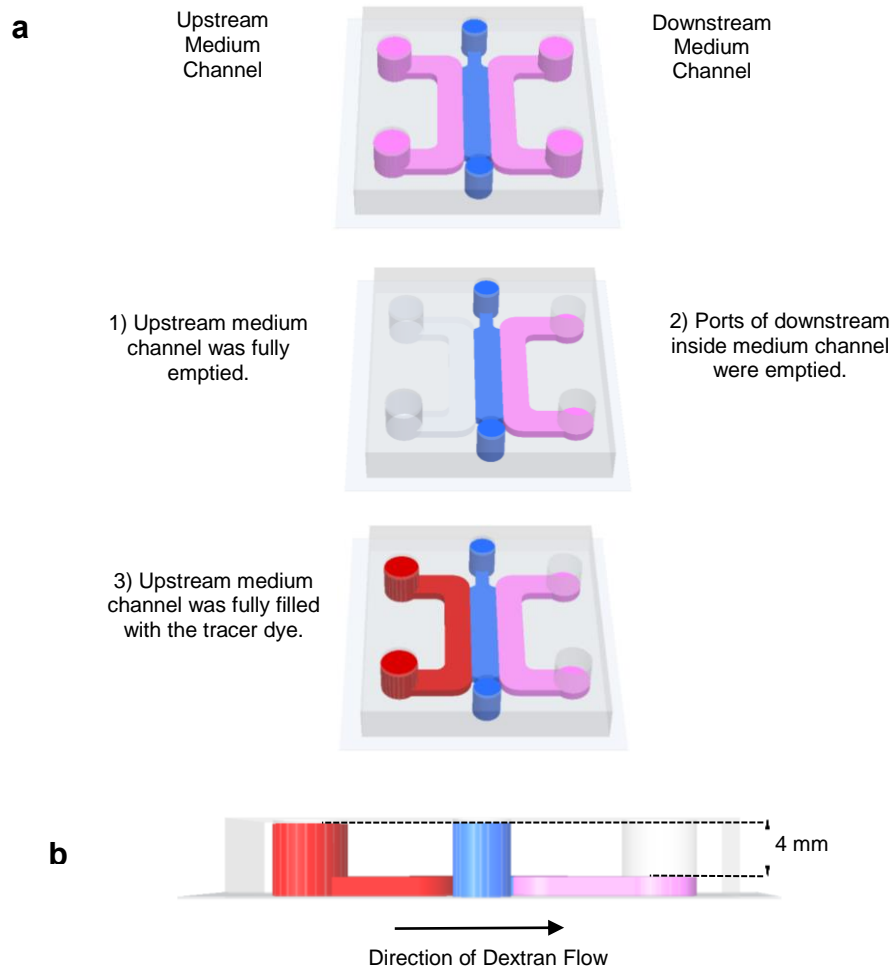 a
Upstream
Medium
Channel
Downstream
Medium
Channel
1) Upstream medium
channel was fully
emptied.
2) Ports of downstream
inside medium channel
were emptied.
3) Upstream medium
channel was fully filled
with the tracer dye.
b
4 mm
Direction of Dextran Flow